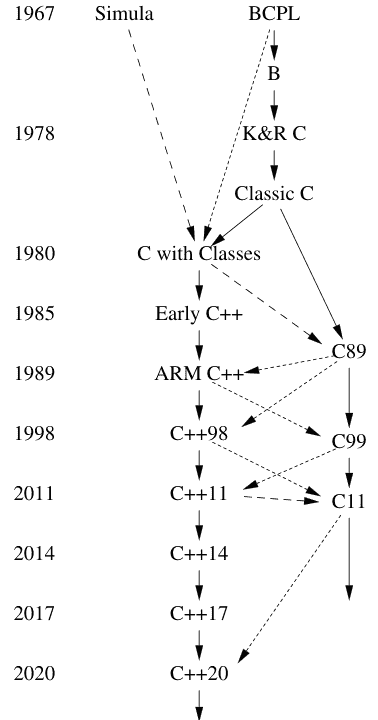 1967 Simula BCPL
B
1978 K&R C
Classic C
1980 C with Classes
1985 Early C++
C89
1989 ARM C++
1998 C++98
C99
2011 C++11
C11
2014 C++14
2017 C++17
2020 C++20